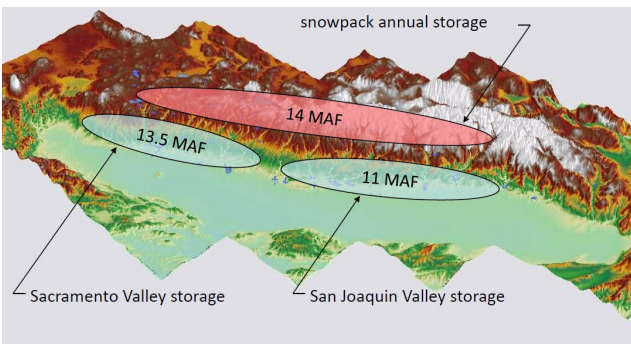 snowpack annual storage
14 MAF
13.5 MAF
11 MAF
Sacramento Valley storage
San Joaquin Valley storage